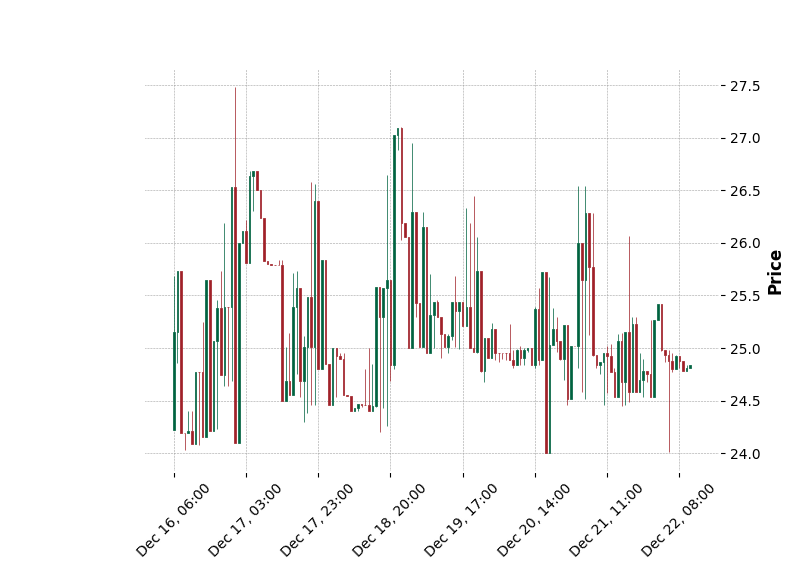 27.5
27.0
26.5
26.0
25.5
25.0
24.5
24.0
Price
Dec 16, 06:00
Dec 17, 03:00
Dec 17, 23:00
Dec 18, 20:00
Dec 19, 17:00
Dec 20, 14:00
Dec 21, 11:00
Dec 22, 08:00